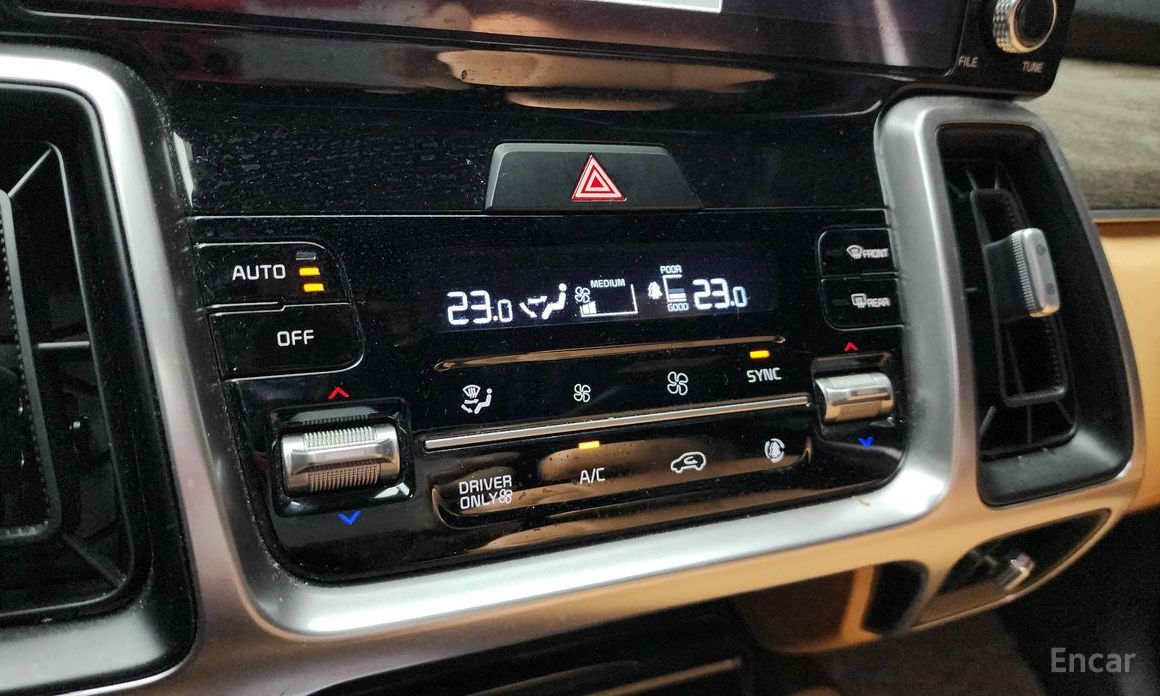 FILE
TUNE
AUTO
OFF
23.0
MEDIUM
POOR
GOOD
23.0
FRONT
REAR
SYNC
DRIVER
ONLY
A/C
Encar